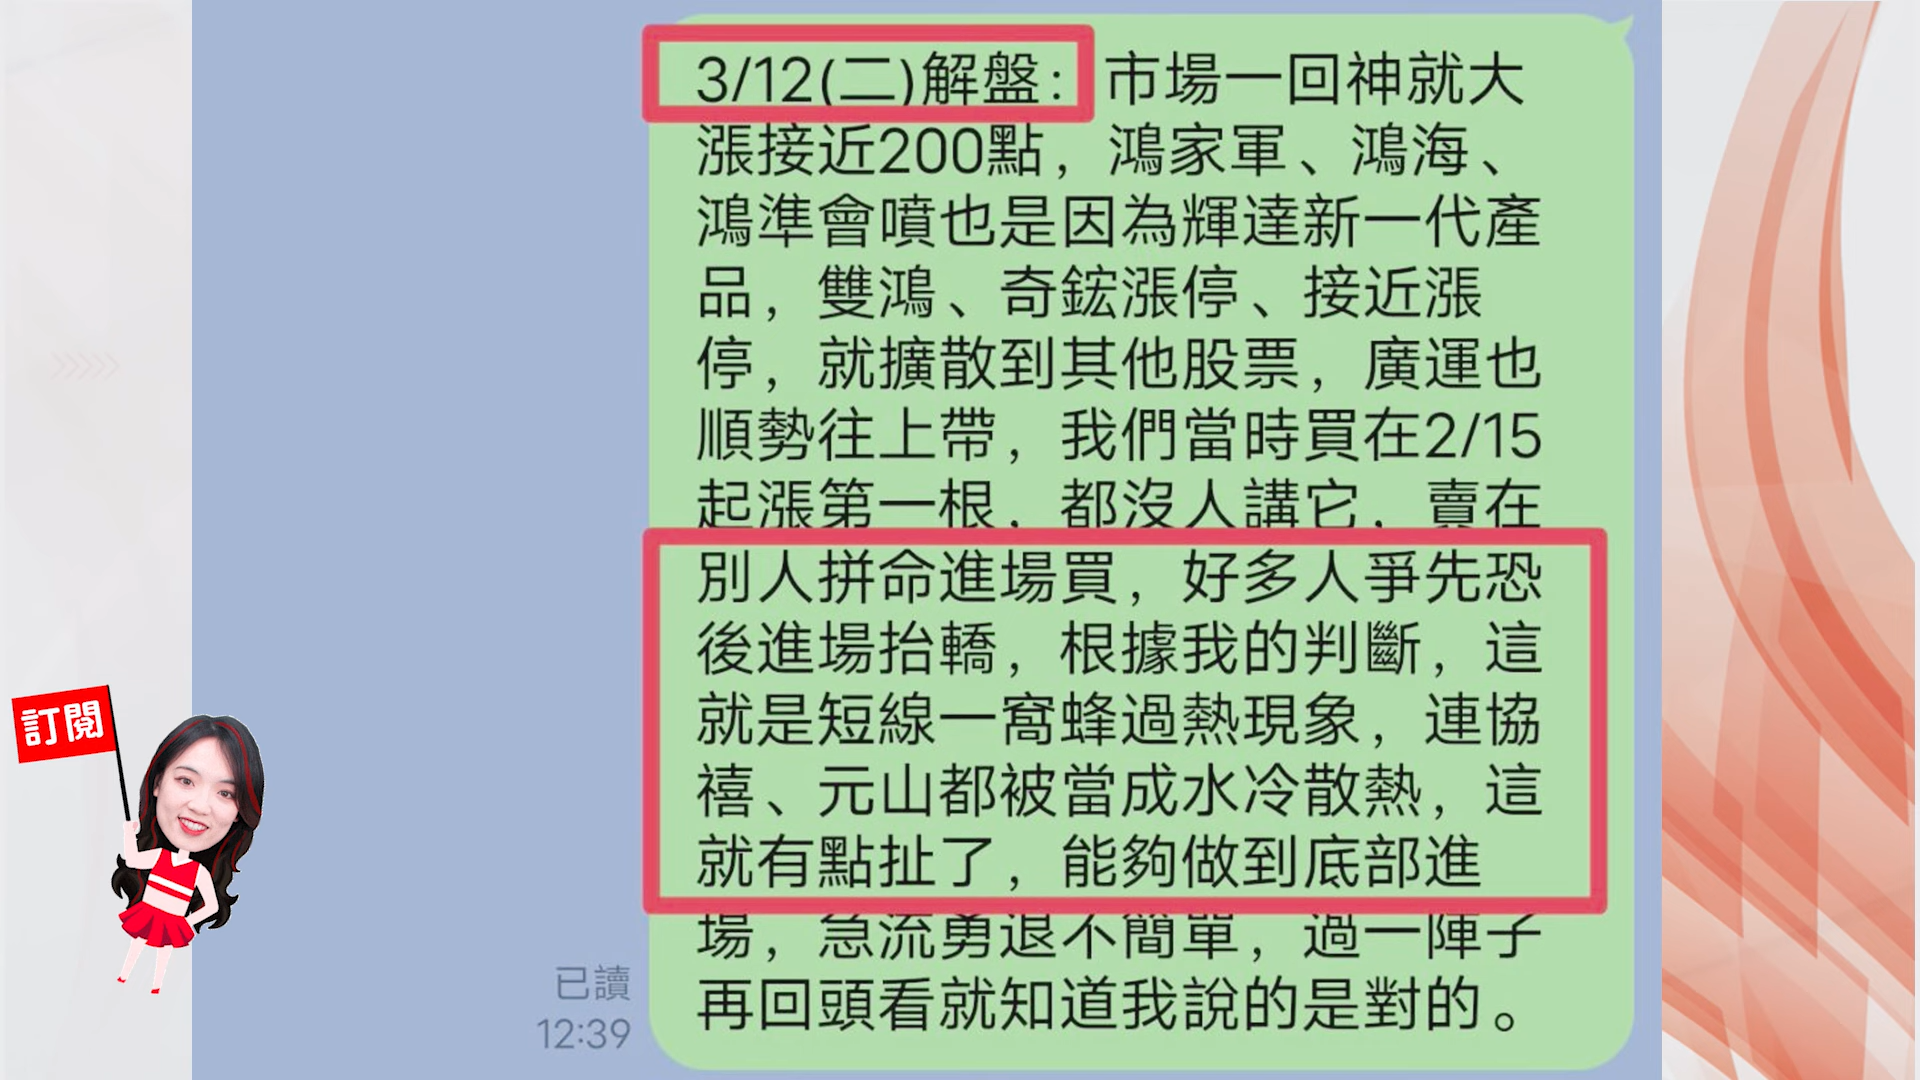 3/12(二)解盤：市場一回神就大
漲接近200點，鴻家軍、鴻海、
鴻準會噴也是因為輝達新一代產
品，雙鴻、奇鋐漲停、接近漲
停，就擴散到其他股票，廣運也
順勢往上帶，我們當時買在2/15
起漲第一根，都沒人講它，賣在
別人拼命進場買，好多人爭先恐
後進場抬轎，根據我的判斷，這
就是短線一窩蜂過熱現象，連協
禧、元山都被當成水冷散熱，這
就有點扯了，能夠做到底部進
場，急流勇退不簡單，過一陣子
再回頭看就知道我說的是對的。
已讀
12:39
訂閱